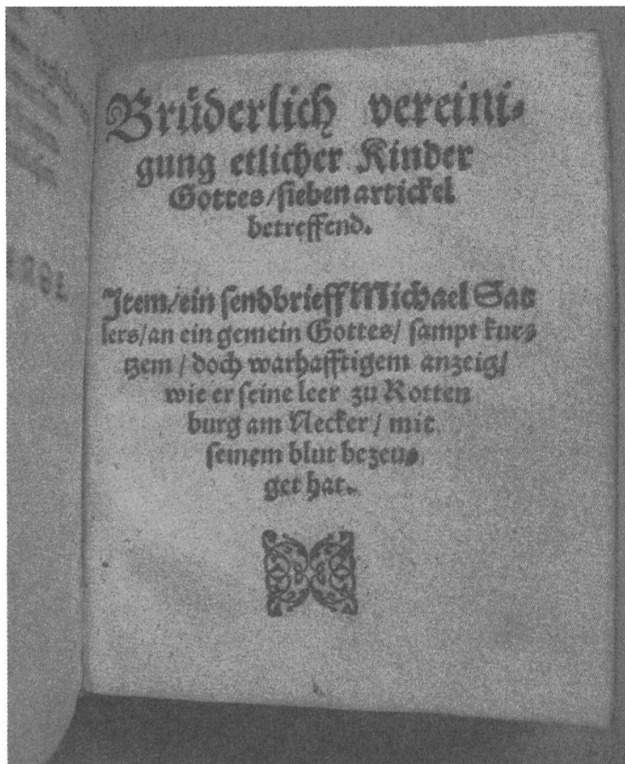 Brüderlich vereini⸗
gung etlicher Kinder
Gottes/sieben artickel
betreffend.
Item/ein sendbrieff Michael Sat
lers/an ein gemein Gottes/ sampt kur⸗
tzem / doch warhafftigem anzeig/
wie er seine leer zu Rotten
burg am Necker / mit
seinem blut bezeu⸗
get hat.